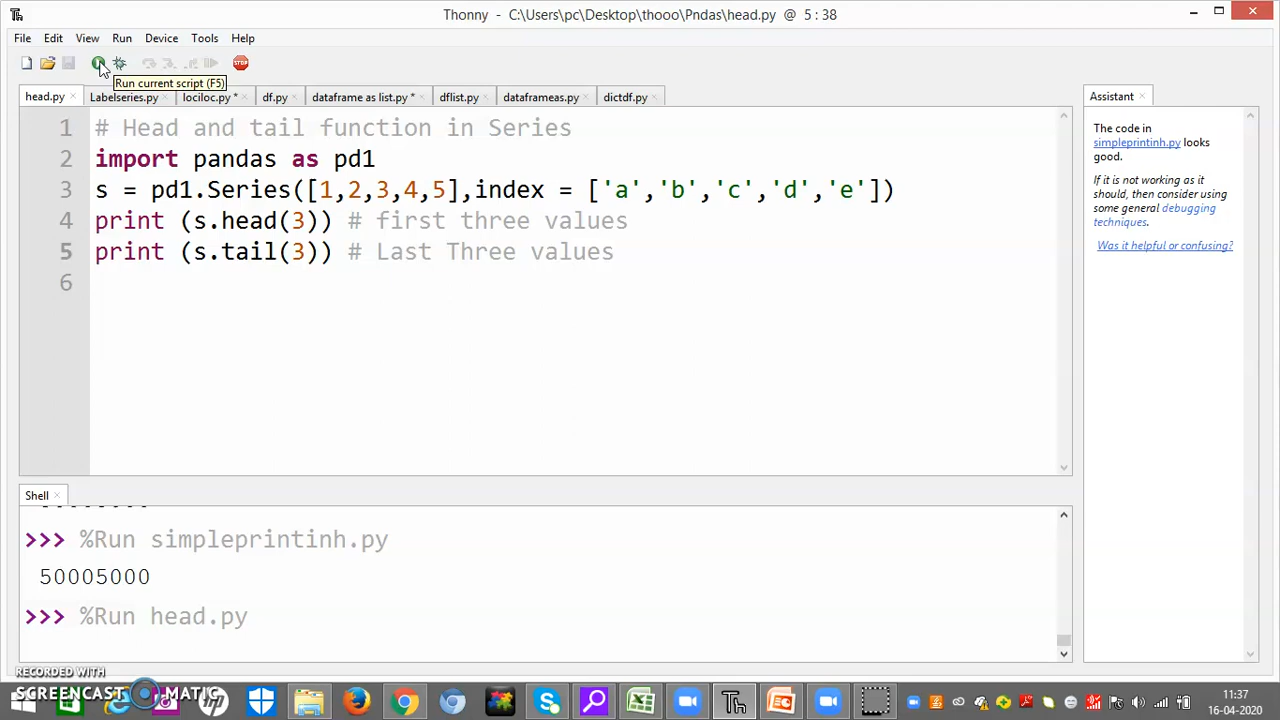 Thonny - C:\Users\pc\Desktop\thooo\Pndas\head.py @ 5 : 38
File Edit View Run Device Tools Help
STOP
Run current script (F5)
head.py Labelseries.py lociloc.py * df.py dataframe as list.py * dflist.py dataframeas.py dictdf.py
1 # Head and tail function in Series
2 import pandas as pd1
3 s = pd1.Series([1,2,3,4,5],index = ['a','b','c','d','e'])
4 print (s.head(3)) # first three values
5 print (s.tail(3)) # Last Three values
6
Assistant
The code in
simpleprintinh.py looks
good.
If it is not working as it
should, then consider using
some general debugging
techniques.
Was it helpful or confusing?
Shell
>>> %Run simpleprintinh.py
50005000
>>> %Run head.py
RECORDED WITH
SCREENCAST MATIC
11:37
16-04-2020